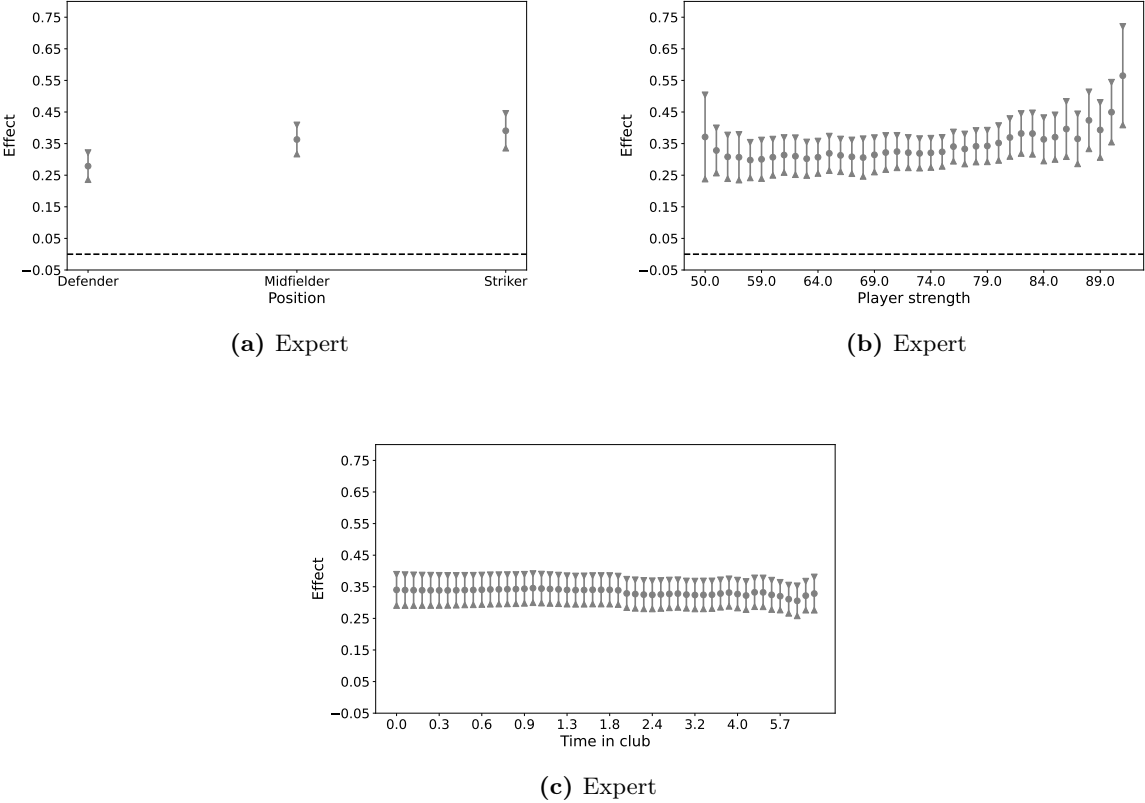 0.75
0.65
0.55
0.45
0.35
0.25
0.15
0.05
−0.05
Effect
Defender Midfielder Striker
Position
(a) Expert
0.75
0.65
0.55
0.45
0.35
0.25
0.15
0.05
−0.05
Effect
50.0 59.0 64.0 69.0 74.0 79.0 84.0 89.0
Player strength
(b) Expert
0.75
0.65
0.55
0.45
0.35
0.25
0.15
0.05
−0.05
Effect
0.0 0.3 0.6 0.9 1.3 1.8 2.4 3.2 4.0 5.7
Time in club
(c) Expert